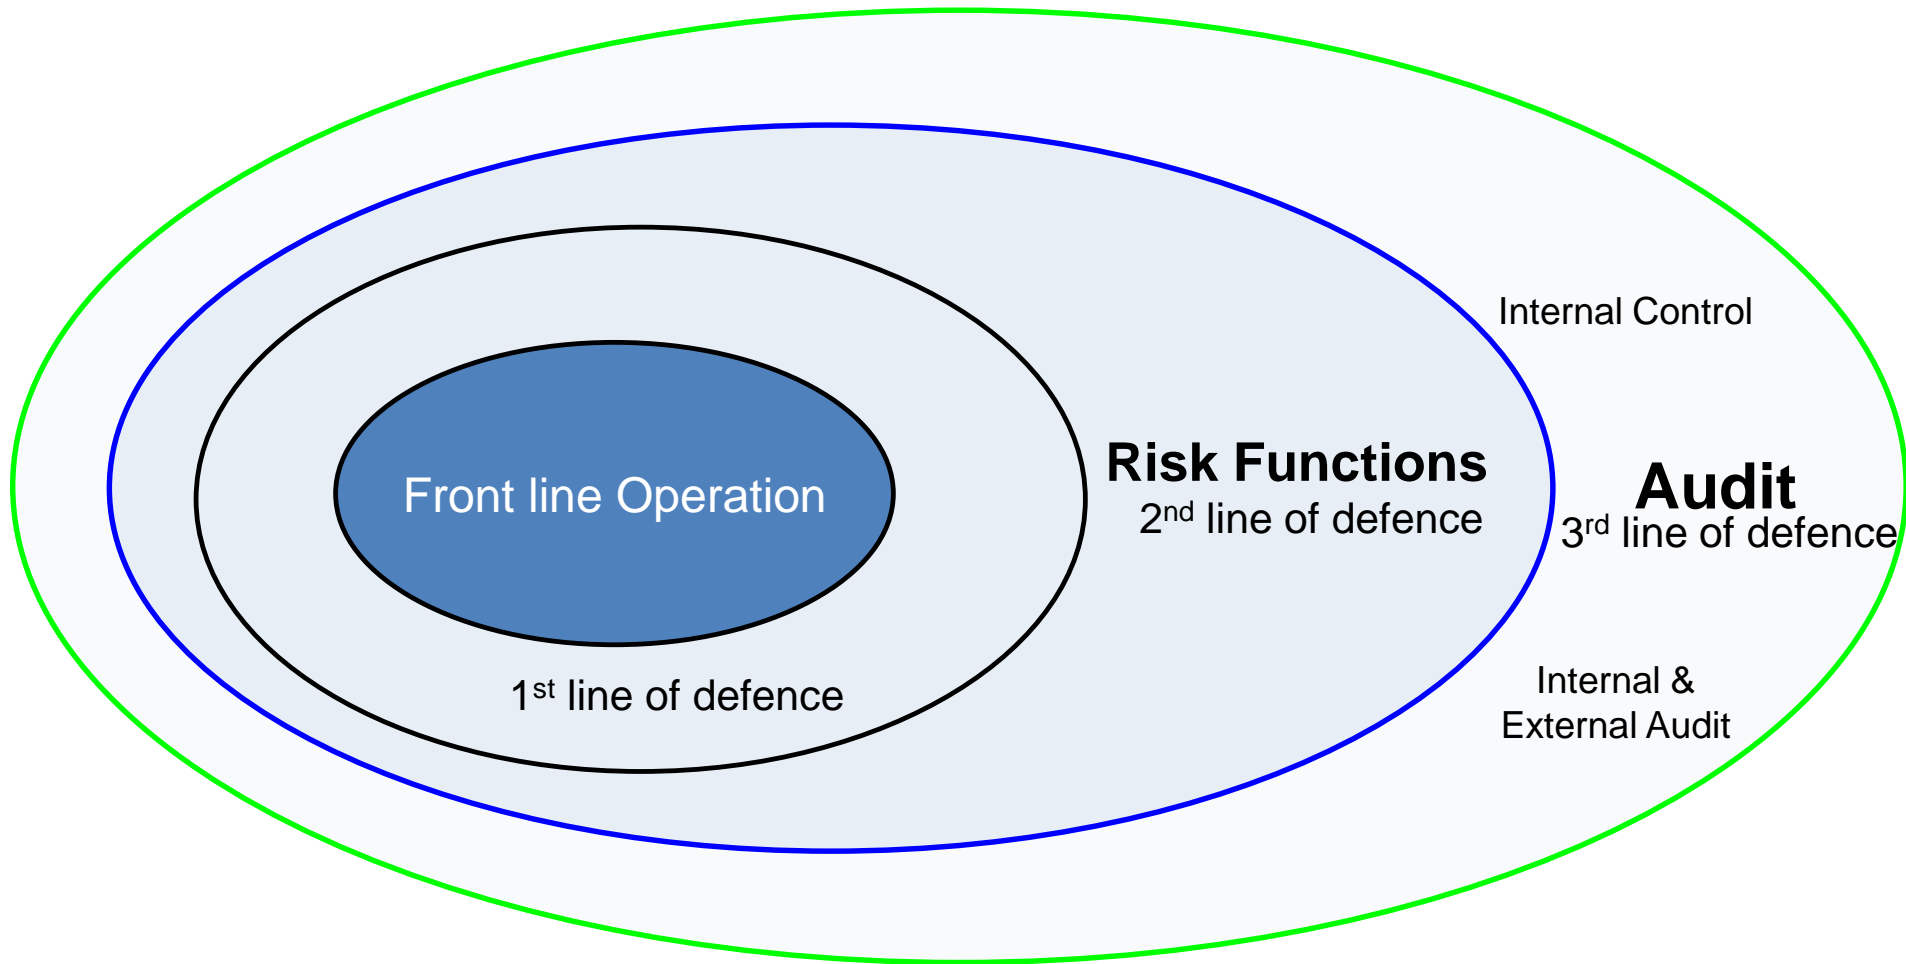 Internal Control
Risk Functions
2nd line of defence
Audit
3rd line of defence
Front line Operation
1st line of defence
Internal &
External Audit